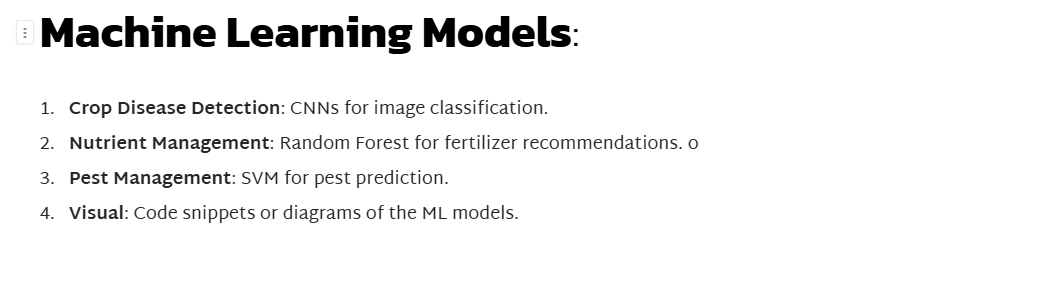 Machine Learning Models:
1. Crop Disease Detection: CNNs for image classification.
2. Nutrient Management: Random Forest for fertilizer recommendations. o
3. Pest Management: SVM for pest prediction.
4. Visual: Code snippets or diagrams of the ML models.